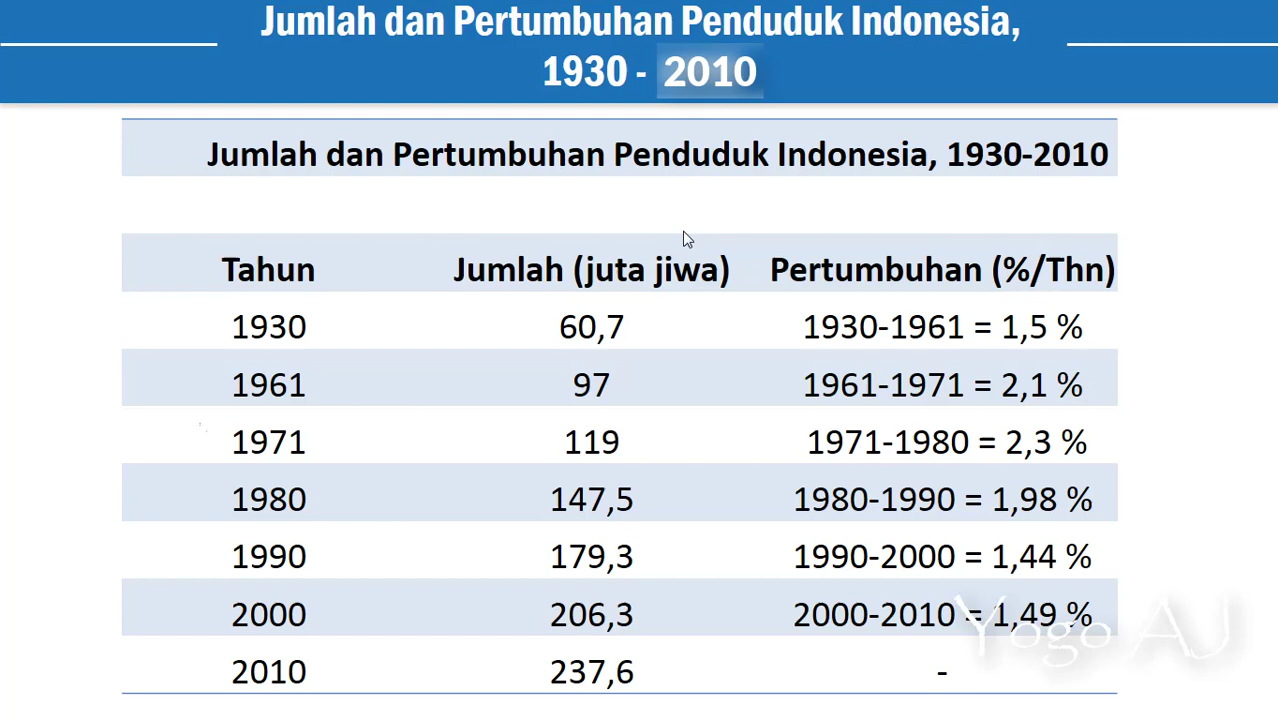 Jumlah dan Pertumbuhan Penduduk Indonesia,
1930 - 2010
Jumlah dan Pertumbuhan Penduduk Indonesia, 1930-2010
Tahun Jumlah (juta jiwa) Pertumbuhan (%/Thn)
1930 60,7 1930-1961 = 1,5 %
1961 97 1961-1971 = 2,1 %
1971 119 1971-1980 = 2,3 %
1980 147,5 1980-1990 = 1,98 %
1990 179,3 1990-2000 = 1,44 %
2000 206,3 2000-2010 = 1,49 %
2010 237,6 -
Yogo AJ